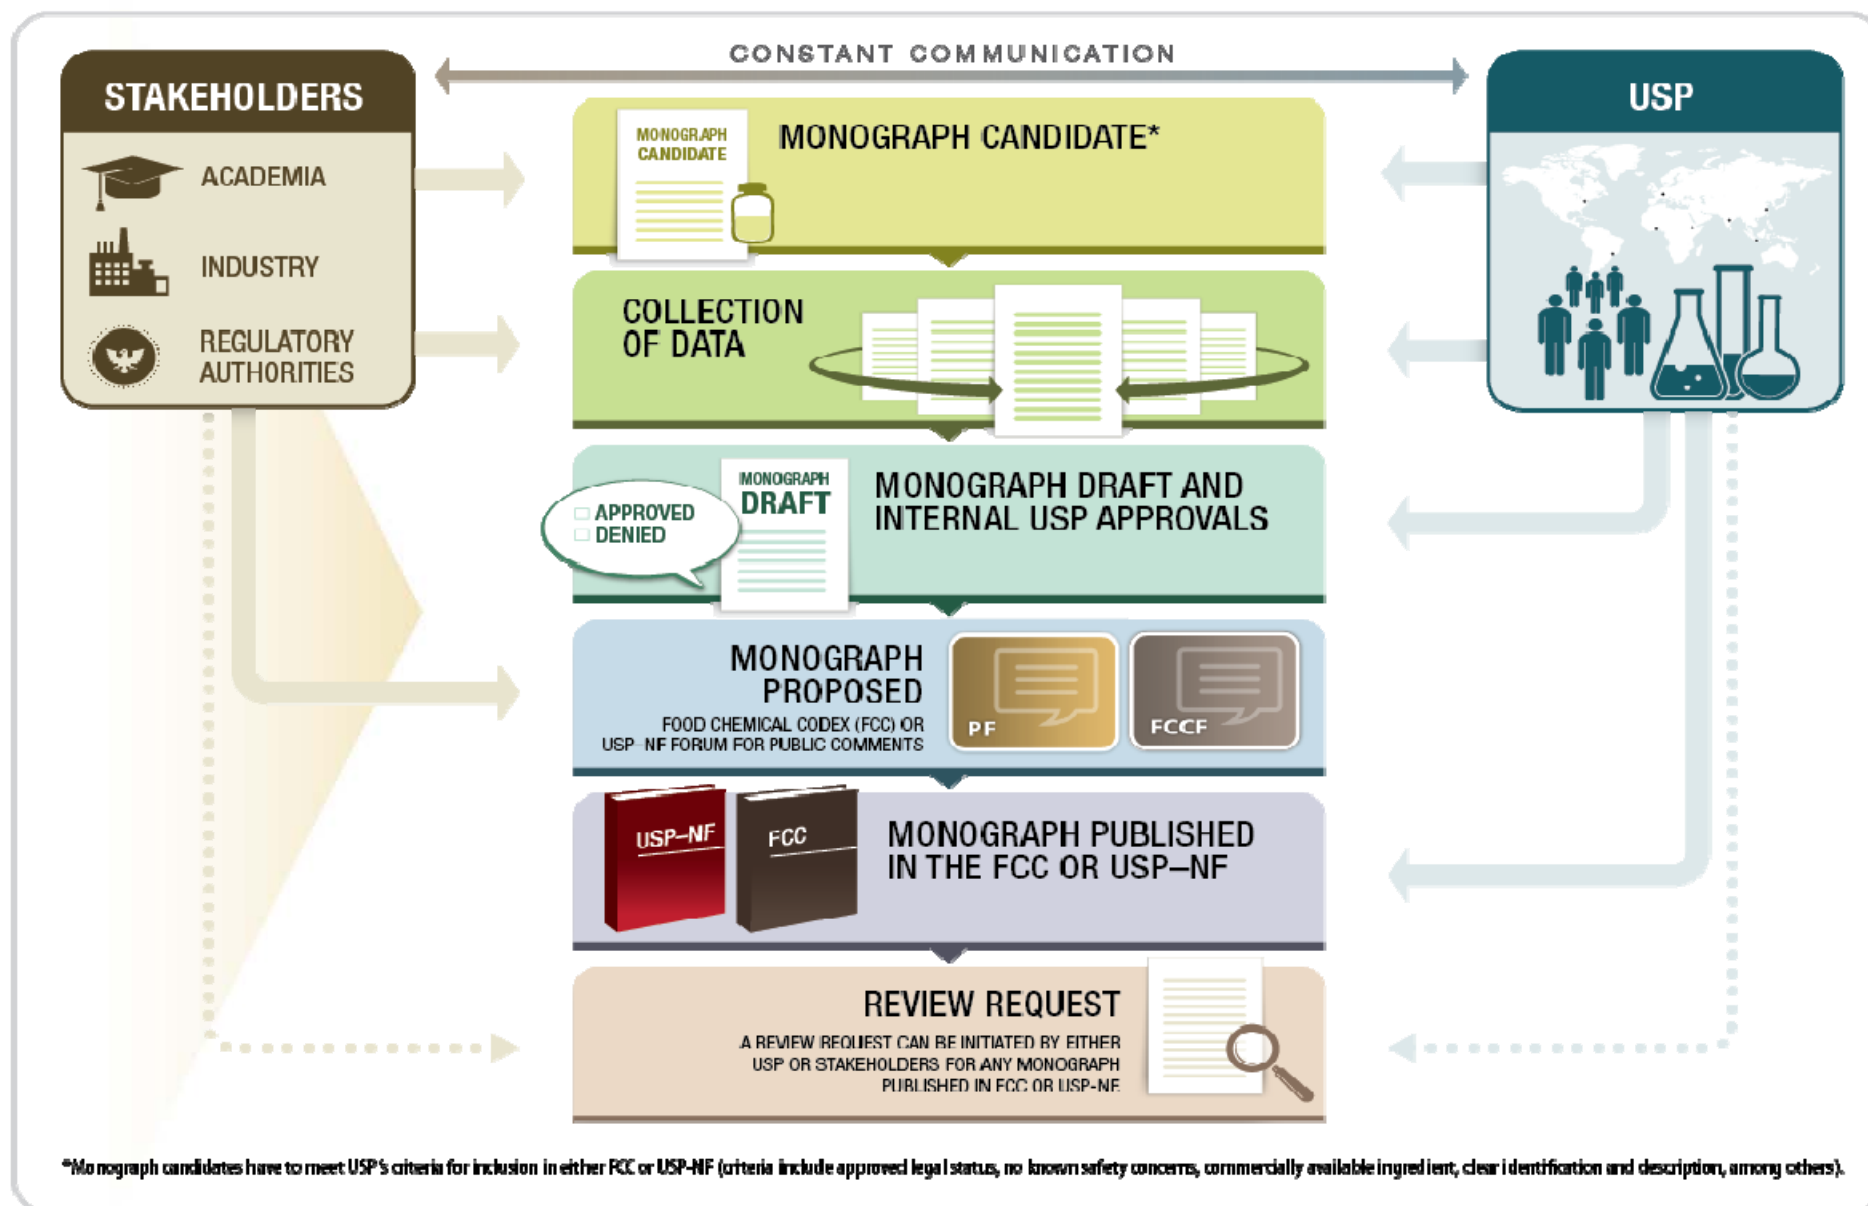 CONSTANT COMMUNICATION
STAKEHOLDERS
ACADEMIA
INDUSTRY
REGULATORY
AUTHORITIES
USP
MONOGRAPH
CANDIDATE
MONOGRAPH CANDIDATE*
COLLECTION
OF DATA
APPROVED
DENIED
MONOGRAPH
DRAFT
MONOGRAPH DRAFT AND
INTERNAL USP APPROVALS
MONOGRAPH
PROPOSED
FOOD CHEMICAL CODEX (FCC) OR
USP-NF FORUM FOR PUBLIC COMMENTS
PF
FCCF
USP–NF
FCC
MONOGRAPH PUBLISHED
IN THE FCC OR USP–NF
REVIEW REQUEST
A REVIEW REQUEST CAN BE INITIATED BY EITHER
USP OR STAKEHOLDERS FOR ANY MONOGRAPH
PUBLISHED IN FCC OR USP-NF.
*Monograph candidates have to meet USP's criteria for inclusion in either FCC or USP-NF (criteria include approved legal status, no known safety concerns, commercially available ingredient, clear identification and description, among others).